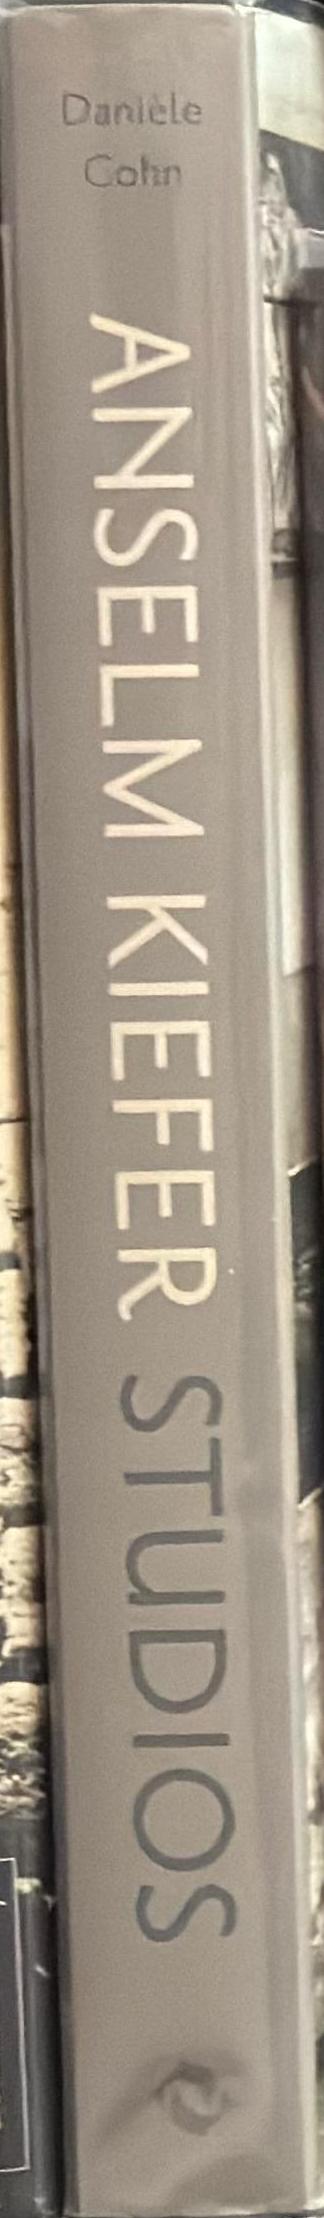 Danièle
Cohn
ANSELM KIEFER STUDIOS